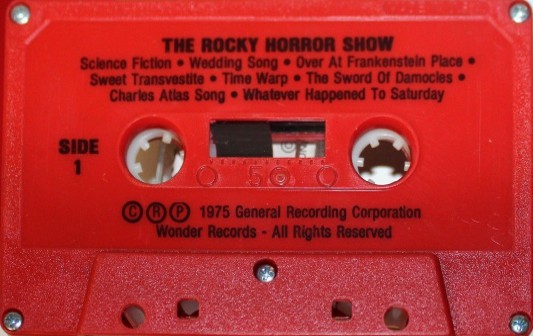 THE ROCKY HORROR SHOW
Science Fiction • Wedding Song • Over At Frankenstein Place •
Sweet Transvestite • Time Warp • The Sword Of Damocles •
Charles Atlas Song • Whatever Happened To Saturday
SIDE
1
50
Ⓒ Ⓡ Ⓟ 1975 General Recording Corporation
Wonder Records - All Rights Reserved